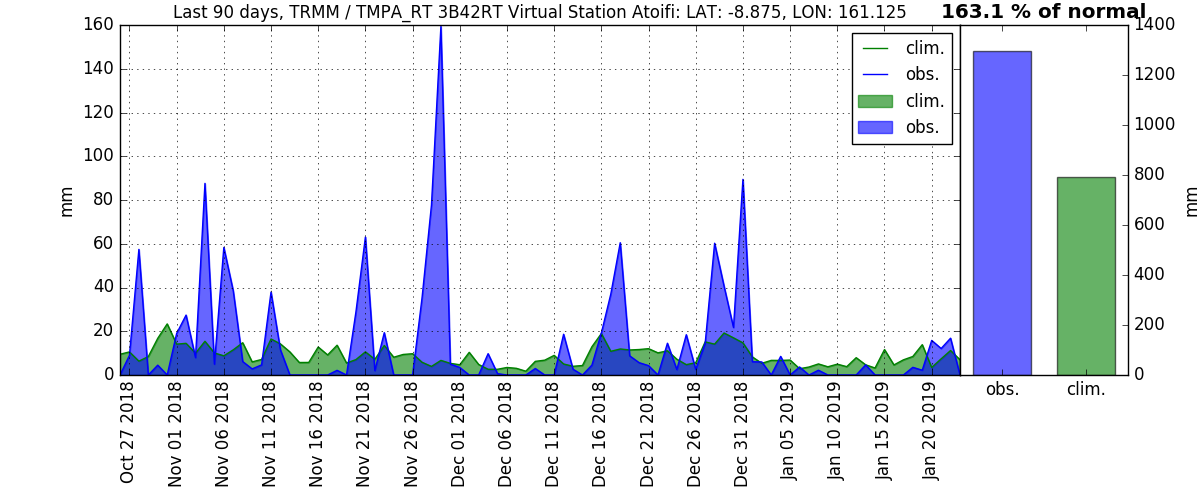 Last 90 days, TRMM / TMPA_RT 3B42RT Virtual Station Atoifi: LAT: -8.875, LON: 161.125
163.1 % of normal
160
140
120
100
80
60
40
20
0
mm
clim.
obs.
clim.
obs.
Oct 27 2018
Nov 01 2018
Nov 06 2018
Nov 11 2018
Nov 16 2018
Nov 21 2018
Nov 26 2018
Dec 01 2018
Dec 06 2018
Dec 11 2018
Dec 16 2018
Dec 21 2018
Dec 26 2018
Dec 31 2018
Jan 05 2019
Jan 10 2019
Jan 15 2019
Jan 20 2019
1400
1200
1000
800
600
400
200
0
mm
obs.
clim.